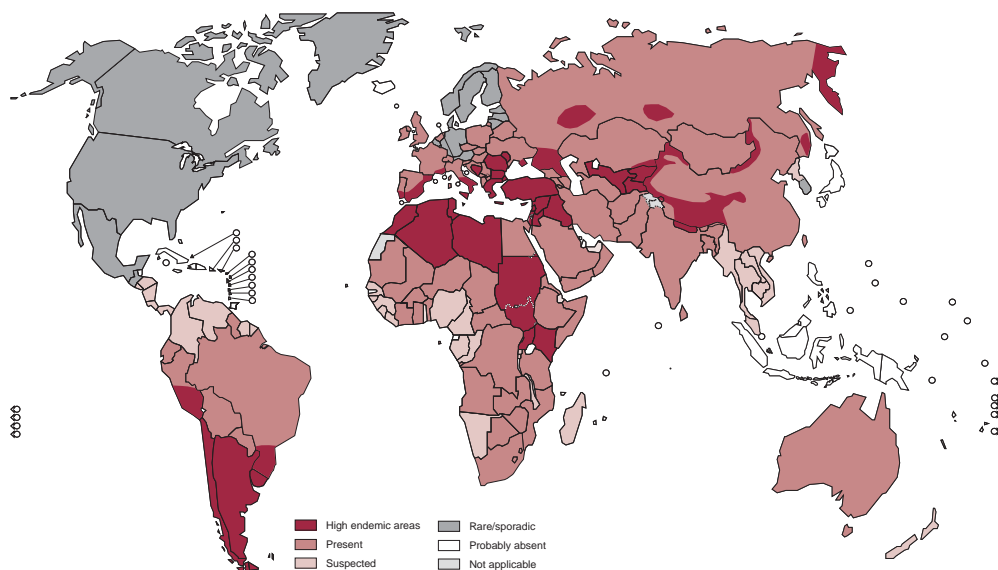 High endemic areas
Present
Suspected
Rare/sporadic
Probably absent
Not applicable